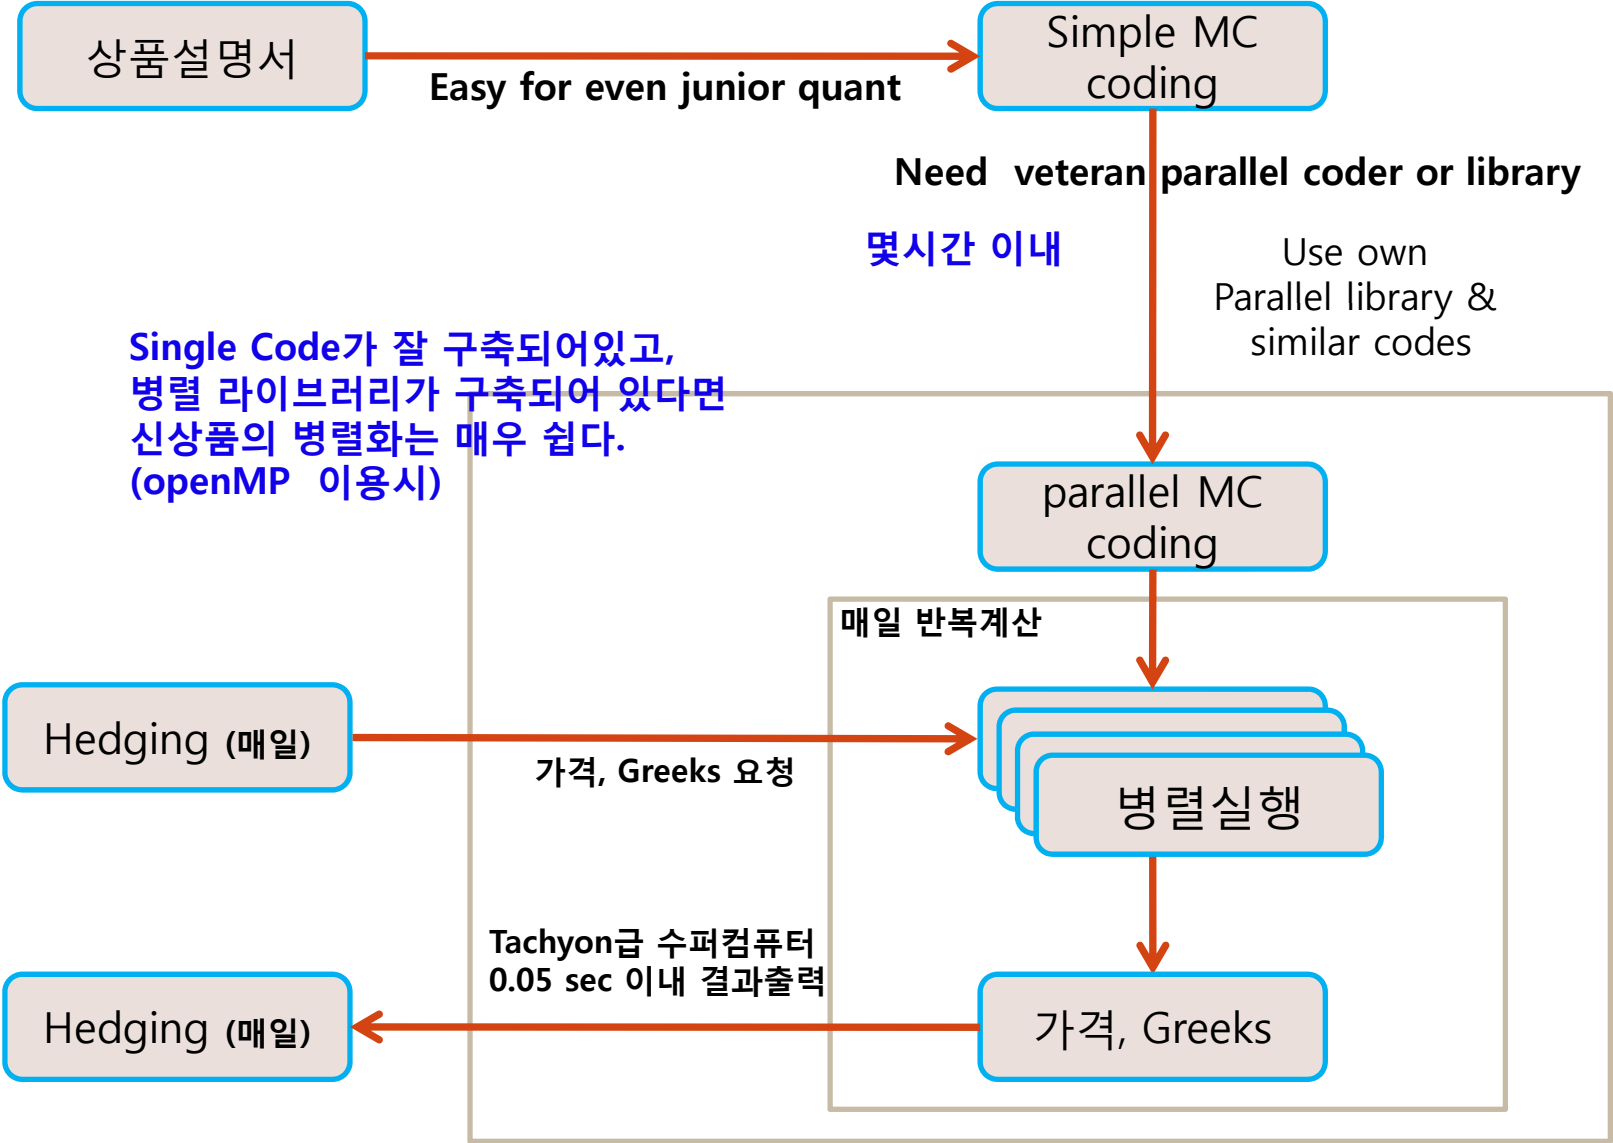 상품설명서
Easy for even junior quant
Simple MC
coding
Need veteran parallel coder or library
몇시간 이내
Use own
Parallel library &
similar codes
Single Code가 잘 구축되어있고,
병렬 라이브러리가 구축되어 있다면
신상품의 병렬화는 매우 쉽다.
(openMP 이용시)
parallel MC
coding
매일 반복계산
Hedging (매일)
가격, Greeks 요청
병렬실행
Tachyon급 수퍼컴퓨터
0.05 sec 이내 결과출력
Hedging (매일)
가격, Greeks